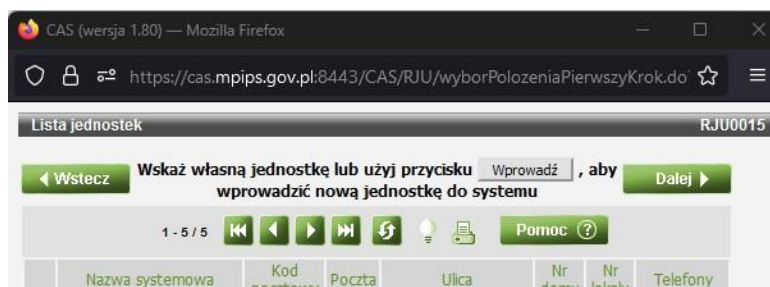 CAS (wersja 1.80) — Mozilla Firefox
https://cas.mpips.gov.pl:8443/CAS/RJU/wyborPolozeniaPierwszyKrok.do
Lista jednostek RJU0015
Wstecz Wskaż własną jednostkę lub użyj przycisku Wprowadź , aby Dalej
wprowadzić nową jednostkę do systemu
1 - 5 / 5 Pomoc ?
Nazwa systemowa Kod Poczta Ulica Nr Nr Telefony